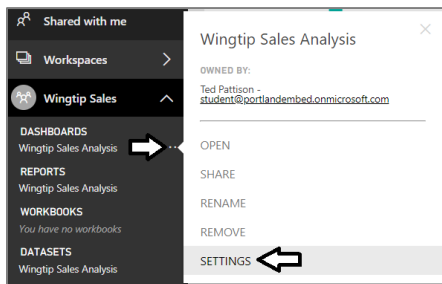 Shared with me
Workspaces
Wingtip Sales
DASHBOARDS
Wingtip Sales Analysis
REPORTS
Wingtip Sales Analysis
WORKBOOKS
You have no workbooks
DATASETS
Wingtip Sales Analysis
Wingtip Sales Analysis
OWNED BY:
Ted Pattison -
student@portlandembed.onmicrosoft.com
OPEN
SHARE
RENAME
REMOVE
SETTINGS